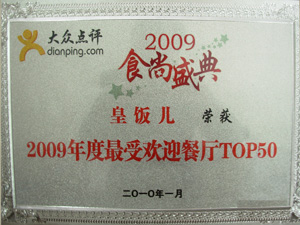 大众点评
dianping.com
2009
食尚盛典
皇饭儿 荣获
2009年度最受欢迎餐厅TOP50
二〇一〇年一月